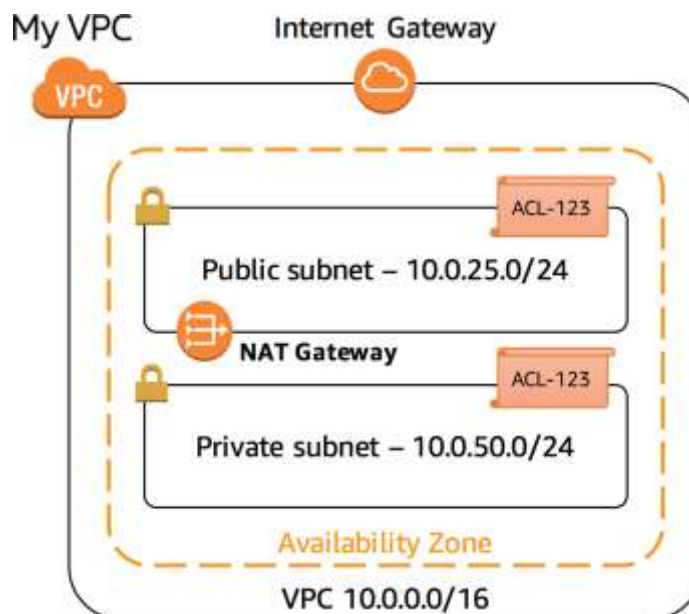 My VPC
Internet Gateway
VPC
ACL-123
Public subnet – 10.0.25.0/24
NAT Gateway
ACL-123
Private subnet – 10.0.50.0/24
Availability Zone
VPC 10.0.0.0/16